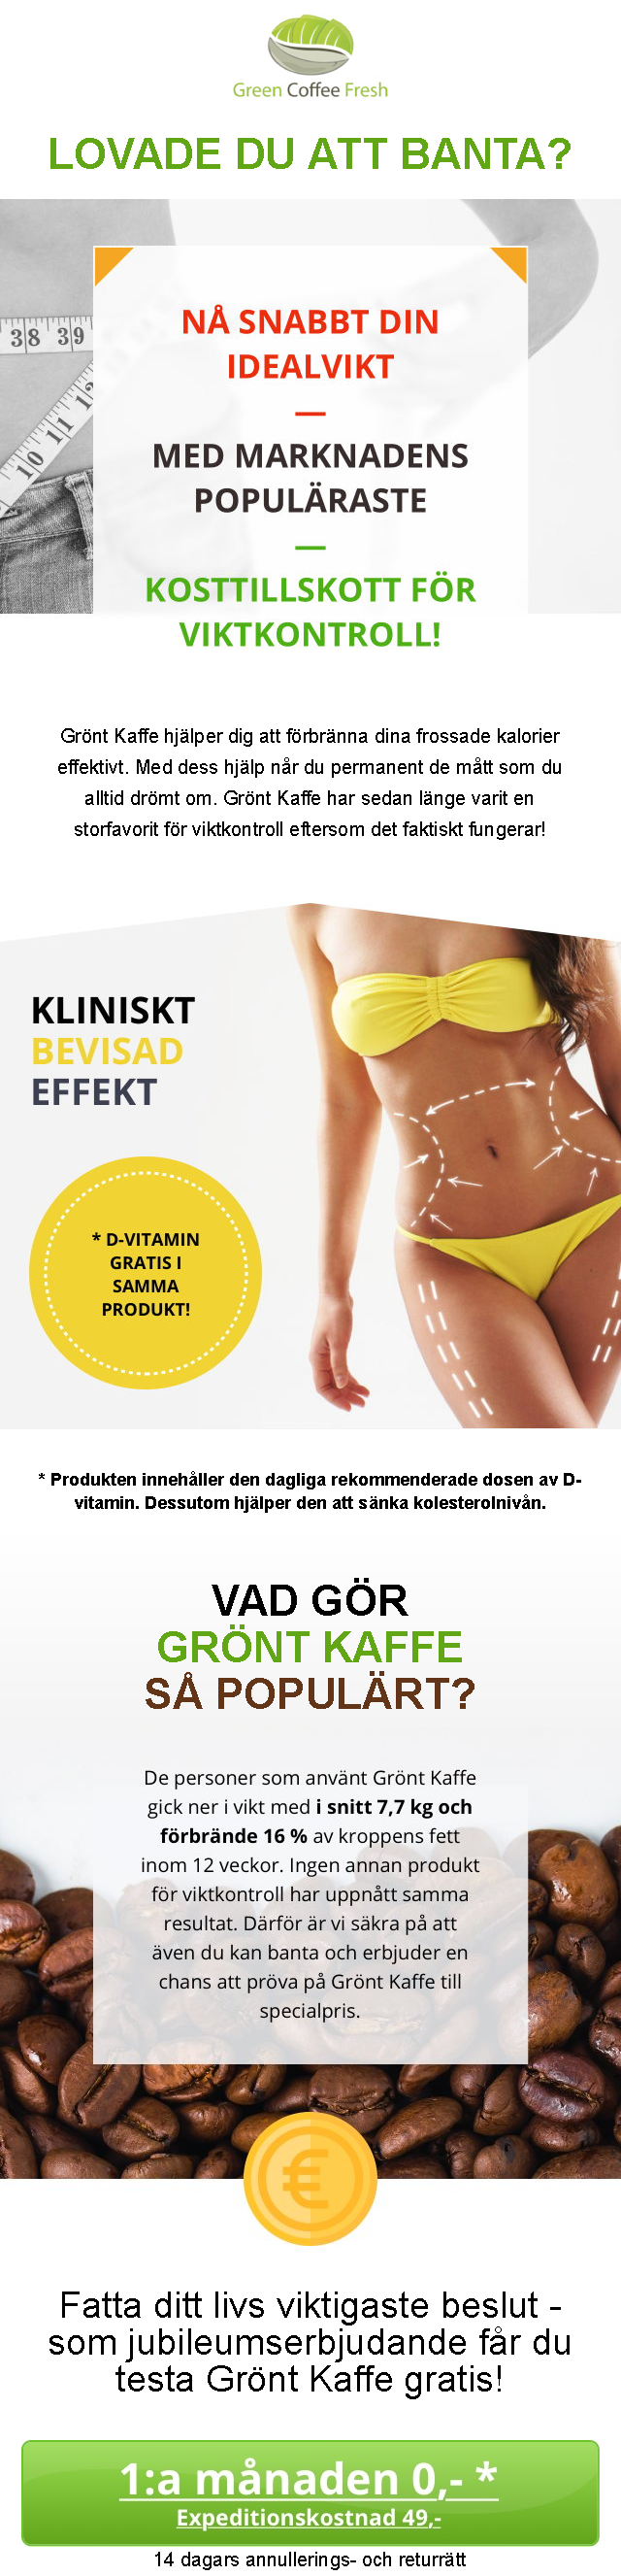 Green Coffee Fresh
LOVADE DU ATT BANTA?
38 39
10 11 12
NÅ SNABBT DIN
IDEALVIKT
—
MED MARKNADENS
POPULÄRASTE
—
KOSTTILLSKOTT FÖR
VIKTKONTROLL!
Grönt Kaffe hjälper dig att förbränna dina frossade kalorier
effektivt. Med dess hjälp når du permanent de mått som du
alltid drömt om. Grönt Kaffe har sedan länge varit en
storfavorit för viktkontroll eftersom det faktiskt fungerar!
KLINISKT
BEVISAD
EFFEKT
* D-VITAMIN
GRATIS I
SAMMA
PRODUKT!
* Produkten innehåller den dagliga rekommenderade dosen av D-
vitamin. Dessutom hjälper den att sänka kolesterolnivån.
VAD GÖR
GRÖNT KAFFE
SÅ POPULÄRT?
De personer som använt Grönt Kaffe
gick ner i vikt med i snitt 7,7 kg och
förbrände 16 % av kroppens fett
inom 12 veckor. Ingen annan produkt
för viktkontroll har uppnått samma
resultat. Därför är vi säkra på att
även du kan banta och erbjuder en
chans att pröva på Grönt Kaffe till
specialpris.
€
Fatta ditt livs viktigaste beslut -
som jubileumserbjudande får du
testa Grönt Kaffe gratis!
1:a månaden 0,- *
Expeditionskostnad 49,-
14 dagars annullerings- och returrätt